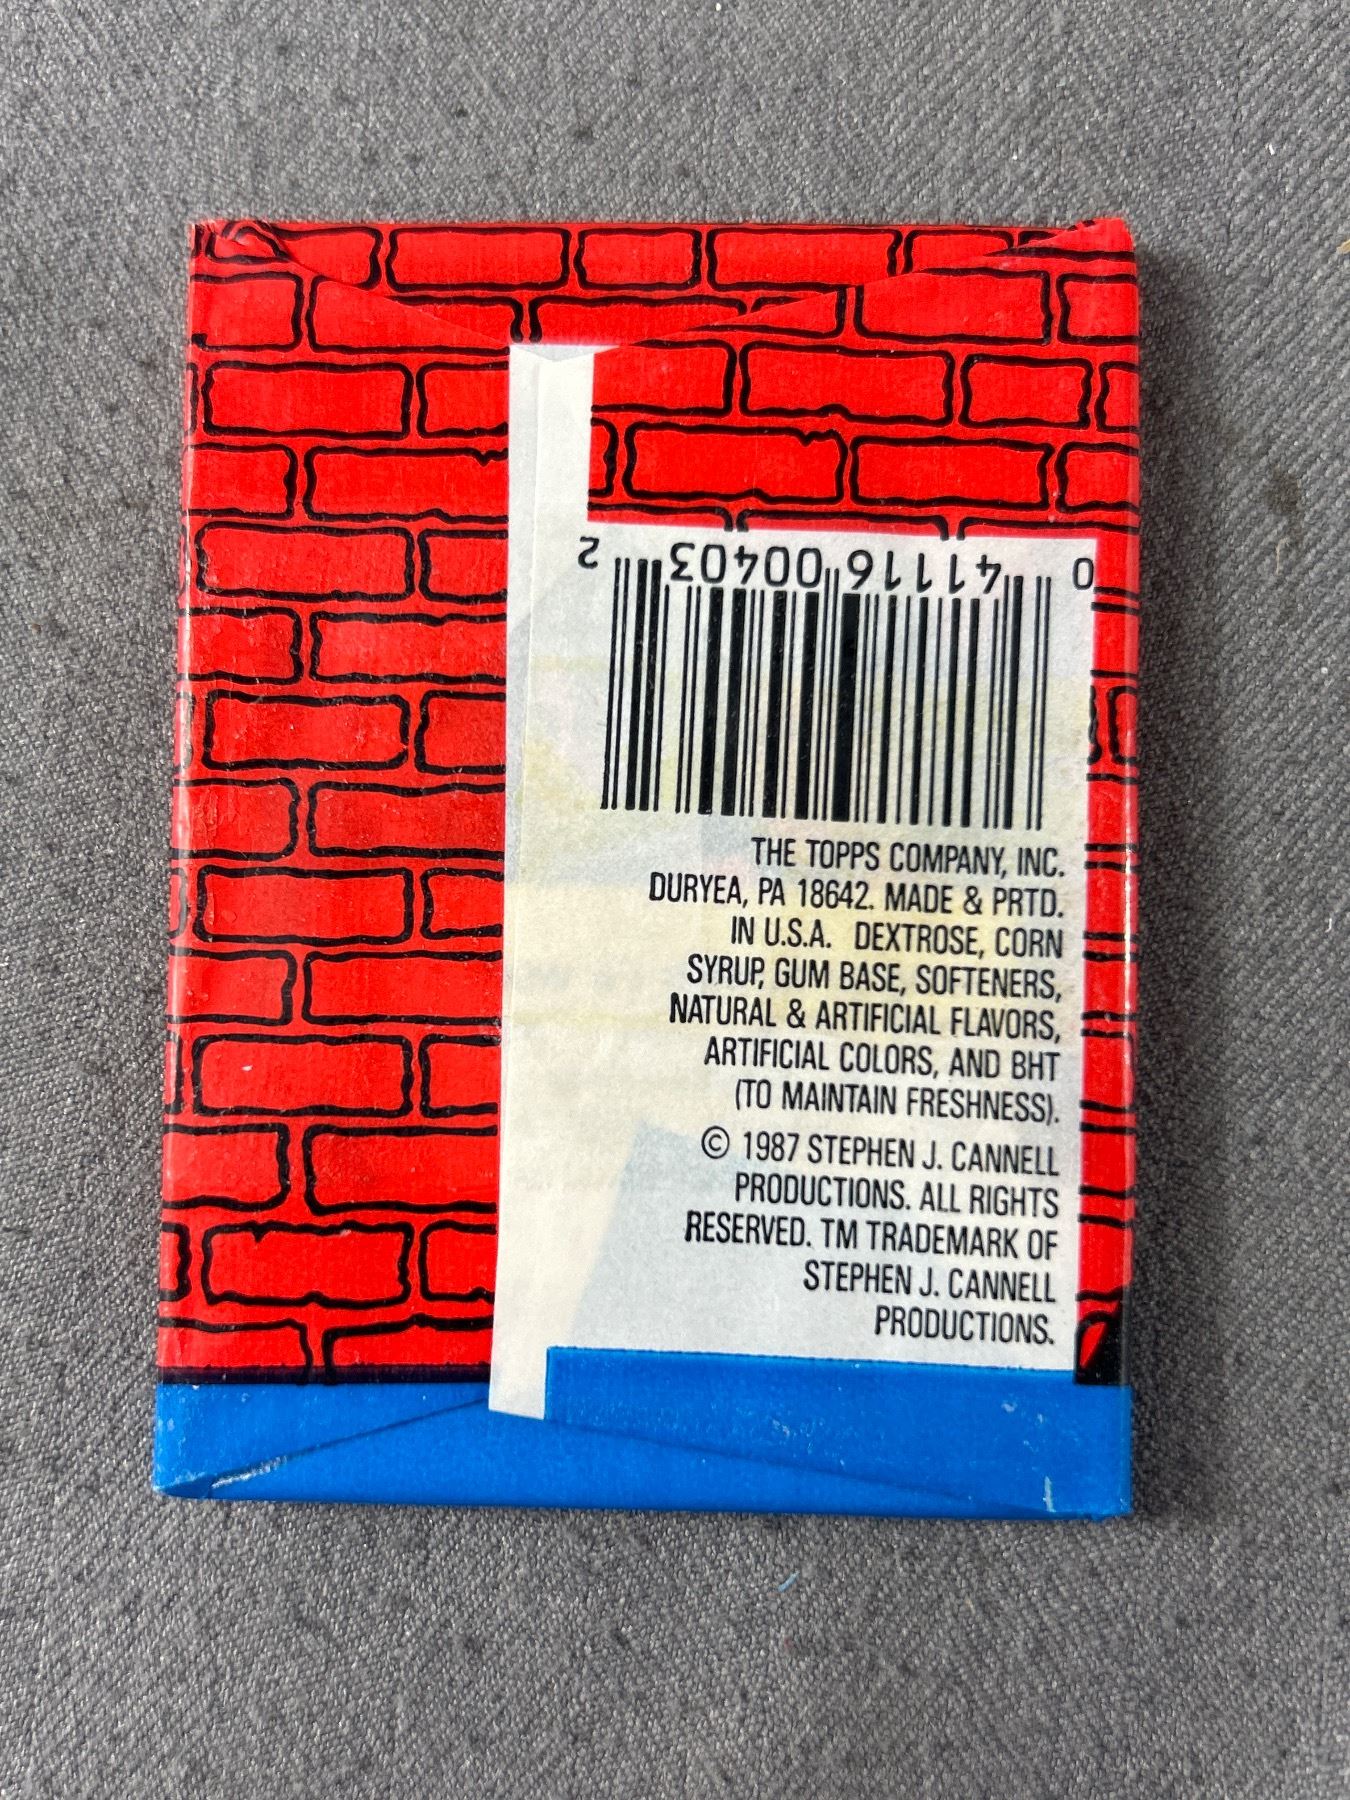 0 41116 00403 2
THE TOPPS COMPANY, INC.
DURYEA, PA 18642. MADE & PRTD.
IN U.S.A. DEXTROSE, CORN
SYRUP, GUM BASE, SOFTENERS,
NATURAL & ARTIFICIAL FLAVORS,
ARTIFICIAL COLORS, AND BHT
(TO MAINTAIN FRESHNESS).
© 1987 STEPHEN J. CANNELL
PRODUCTIONS. ALL RIGHTS
RESERVED. TM TRADEMARK OF
STEPHEN J. CANNELL
PRODUCTIONS.